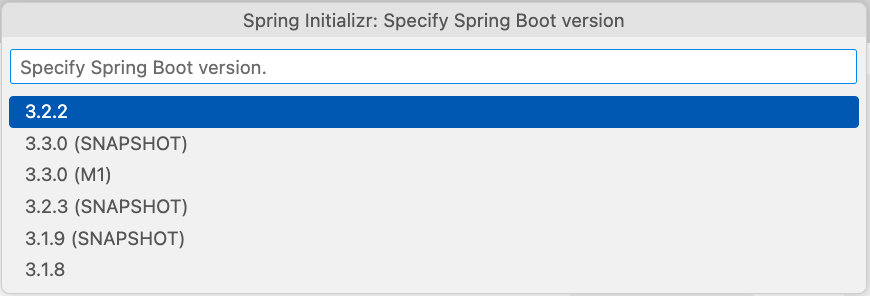 Spring Initializr: Specify Spring Boot version
Specify Spring Boot version.
3.2.2
3.3.0 (SNAPSHOT)
3.3.0 (M1)
3.2.3 (SNAPSHOT)
3.1.9 (SNAPSHOT)
3.1.8